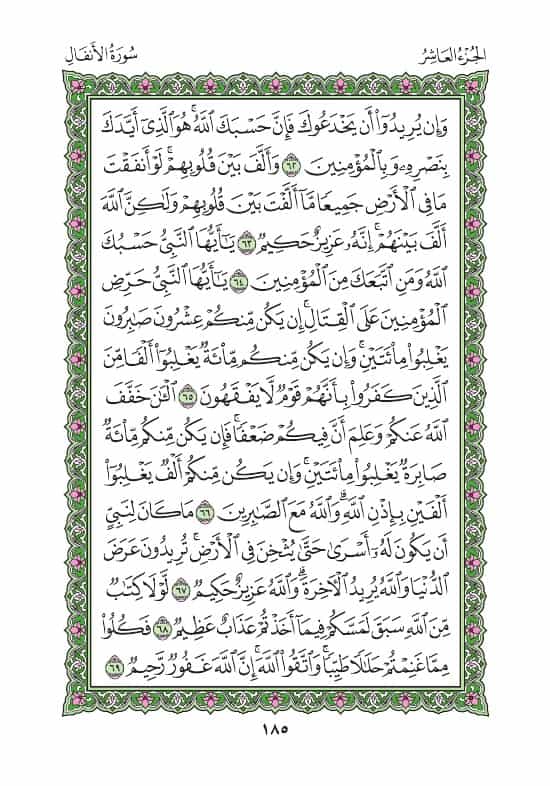 الجُزْءُ العَاشِرُ
سُورَةُ الأَنفَالِ
وَإِن يُرِيدُوٓا۟ أَن يَخْدَعُوكَ فَإِنَّ حَسْبَكَ ٱللَّهُ ۚ هُوَ ٱلَّذِىٓ أَيَّدَكَ
بِنَصْرِهِۦ وَبِٱلْمُؤْمِنِينَ ٦٢ وَأَلَّفَ بَيْنَ قُلُوبِهِمْ ۚ لَوْ أَنفَقْتَ
مَا فِى ٱلْأَرْضِ جَمِيعًا مَّآ أَلَّفْتَ بَيْنَ قُلُوبِهِمْ وَلَـٰكِنَّ ٱللَّهَ
أَلَّفَ بَيْنَهُمْ ۚ إِنَّهُۥ عَزِيزٌ حَكِيمٌ ٦٣ يَـٰٓأَيُّهَا ٱلنَّبِىُّ حَسْبُكَ
ٱللَّهُ وَمَنِ ٱتَّبَعَكَ مِنَ ٱلْمُؤْمِنِينَ ٦٤ يَـٰٓأَيُّهَا ٱلنَّبِىُّ حَرِّضِ
ٱلْمُؤْمِنِينَ عَلَى ٱلْقِتَالِ ۚ إِن يَكُن مِّنكُمْ عِشْرُونَ صَـٰبِرُونَ
يَغْلِبُوا۟ مِا۟ئَتَيْنِ ۚ وَإِن يَكُن مِّنكُم مِّا۟ئَةٌ يَغْلِبُوٓا۟ أَلْفًا مِّنَ
ٱلَّذِينَ كَفَرُوا۟ بِأَنَّهُمْ قَوْمٌ لَّا يَفْقَهُونَ ٦٥ ٱلْـَٔـٰنَ خَفَّفَ
ٱللَّهُ عَنكُمْ وَعَلِمَ أَنَّ فِيكُمْ ضَعْفًا ۚ فَإِن يَكُن مِّنكُم مِّا۟ئَةٌ
صَابِرَةٌ يَغْلِبُوا۟ مِا۟ئَتَيْنِ ۚ وَإِن يَكُن مِّنكُمْ أَلْفٌ يَغْلِبُوٓا۟
أَلْفَيْنِ بِإِذْنِ ٱللَّهِ ۗ وَٱللَّهُ مَعَ ٱلصَّـٰبِرِينَ ٦٦ مَا كَانَ لِنَبِىٍّ
أَن يَكُونَ لَهُۥٓ أَسْرَىٰ حَتَّىٰ يُثْخِنَ فِى ٱلْأَرْضِ ۚ تُرِيدُونَ عَرَضَ
ٱلدُّنْيَا وَٱللَّهُ يُرِيدُ ٱلْـَٔاخِرَةَ ۗ وَٱللَّهُ عَزِيزٌ حَكِيمٌ ٦٧ لَّوْلَا كِتَـٰبٌ
مِّنَ ٱللَّهِ سَبَقَ لَمَسَّكُمْ فِيمَآ أَخَذْتُمْ عَذَابٌ عَظِيمٌ ٦٨ فَكُلُوا۟
مِمَّا غَنِمْتُمْ حَلَـٰلًا طَيِّبًا ۚ وَٱتَّقُوا۟ ٱللَّهَ ۚ إِنَّ ٱللَّهَ غَفُورٌ رَّحِيمٌ ٦٩
١٨٥